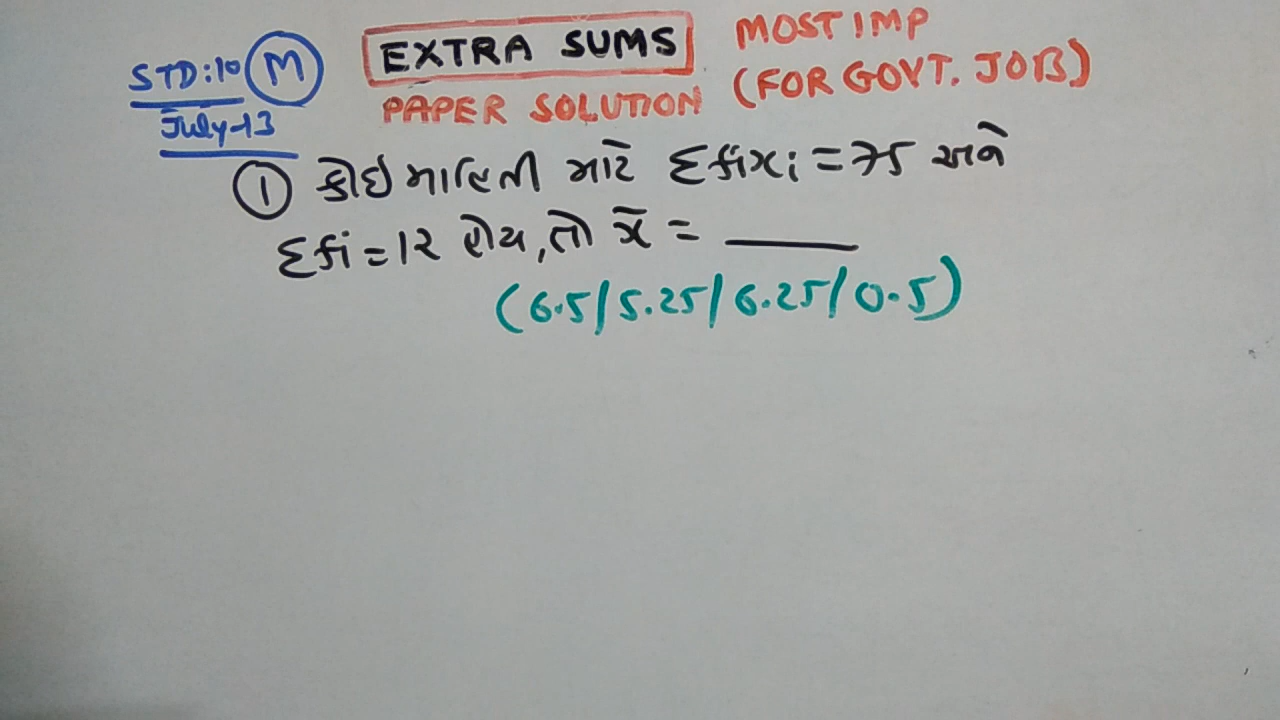 STD:10 M EXTRA SUMS MOST IMP
July-13 PAPER SOLUTION (FOR GOVT. JOB)
① કોઇ માહિતી માટે Σfixi = 75 અને
Σfi = 12 હોય, તો x̄ = ______
(6.5/5.25/6.25/0.5)